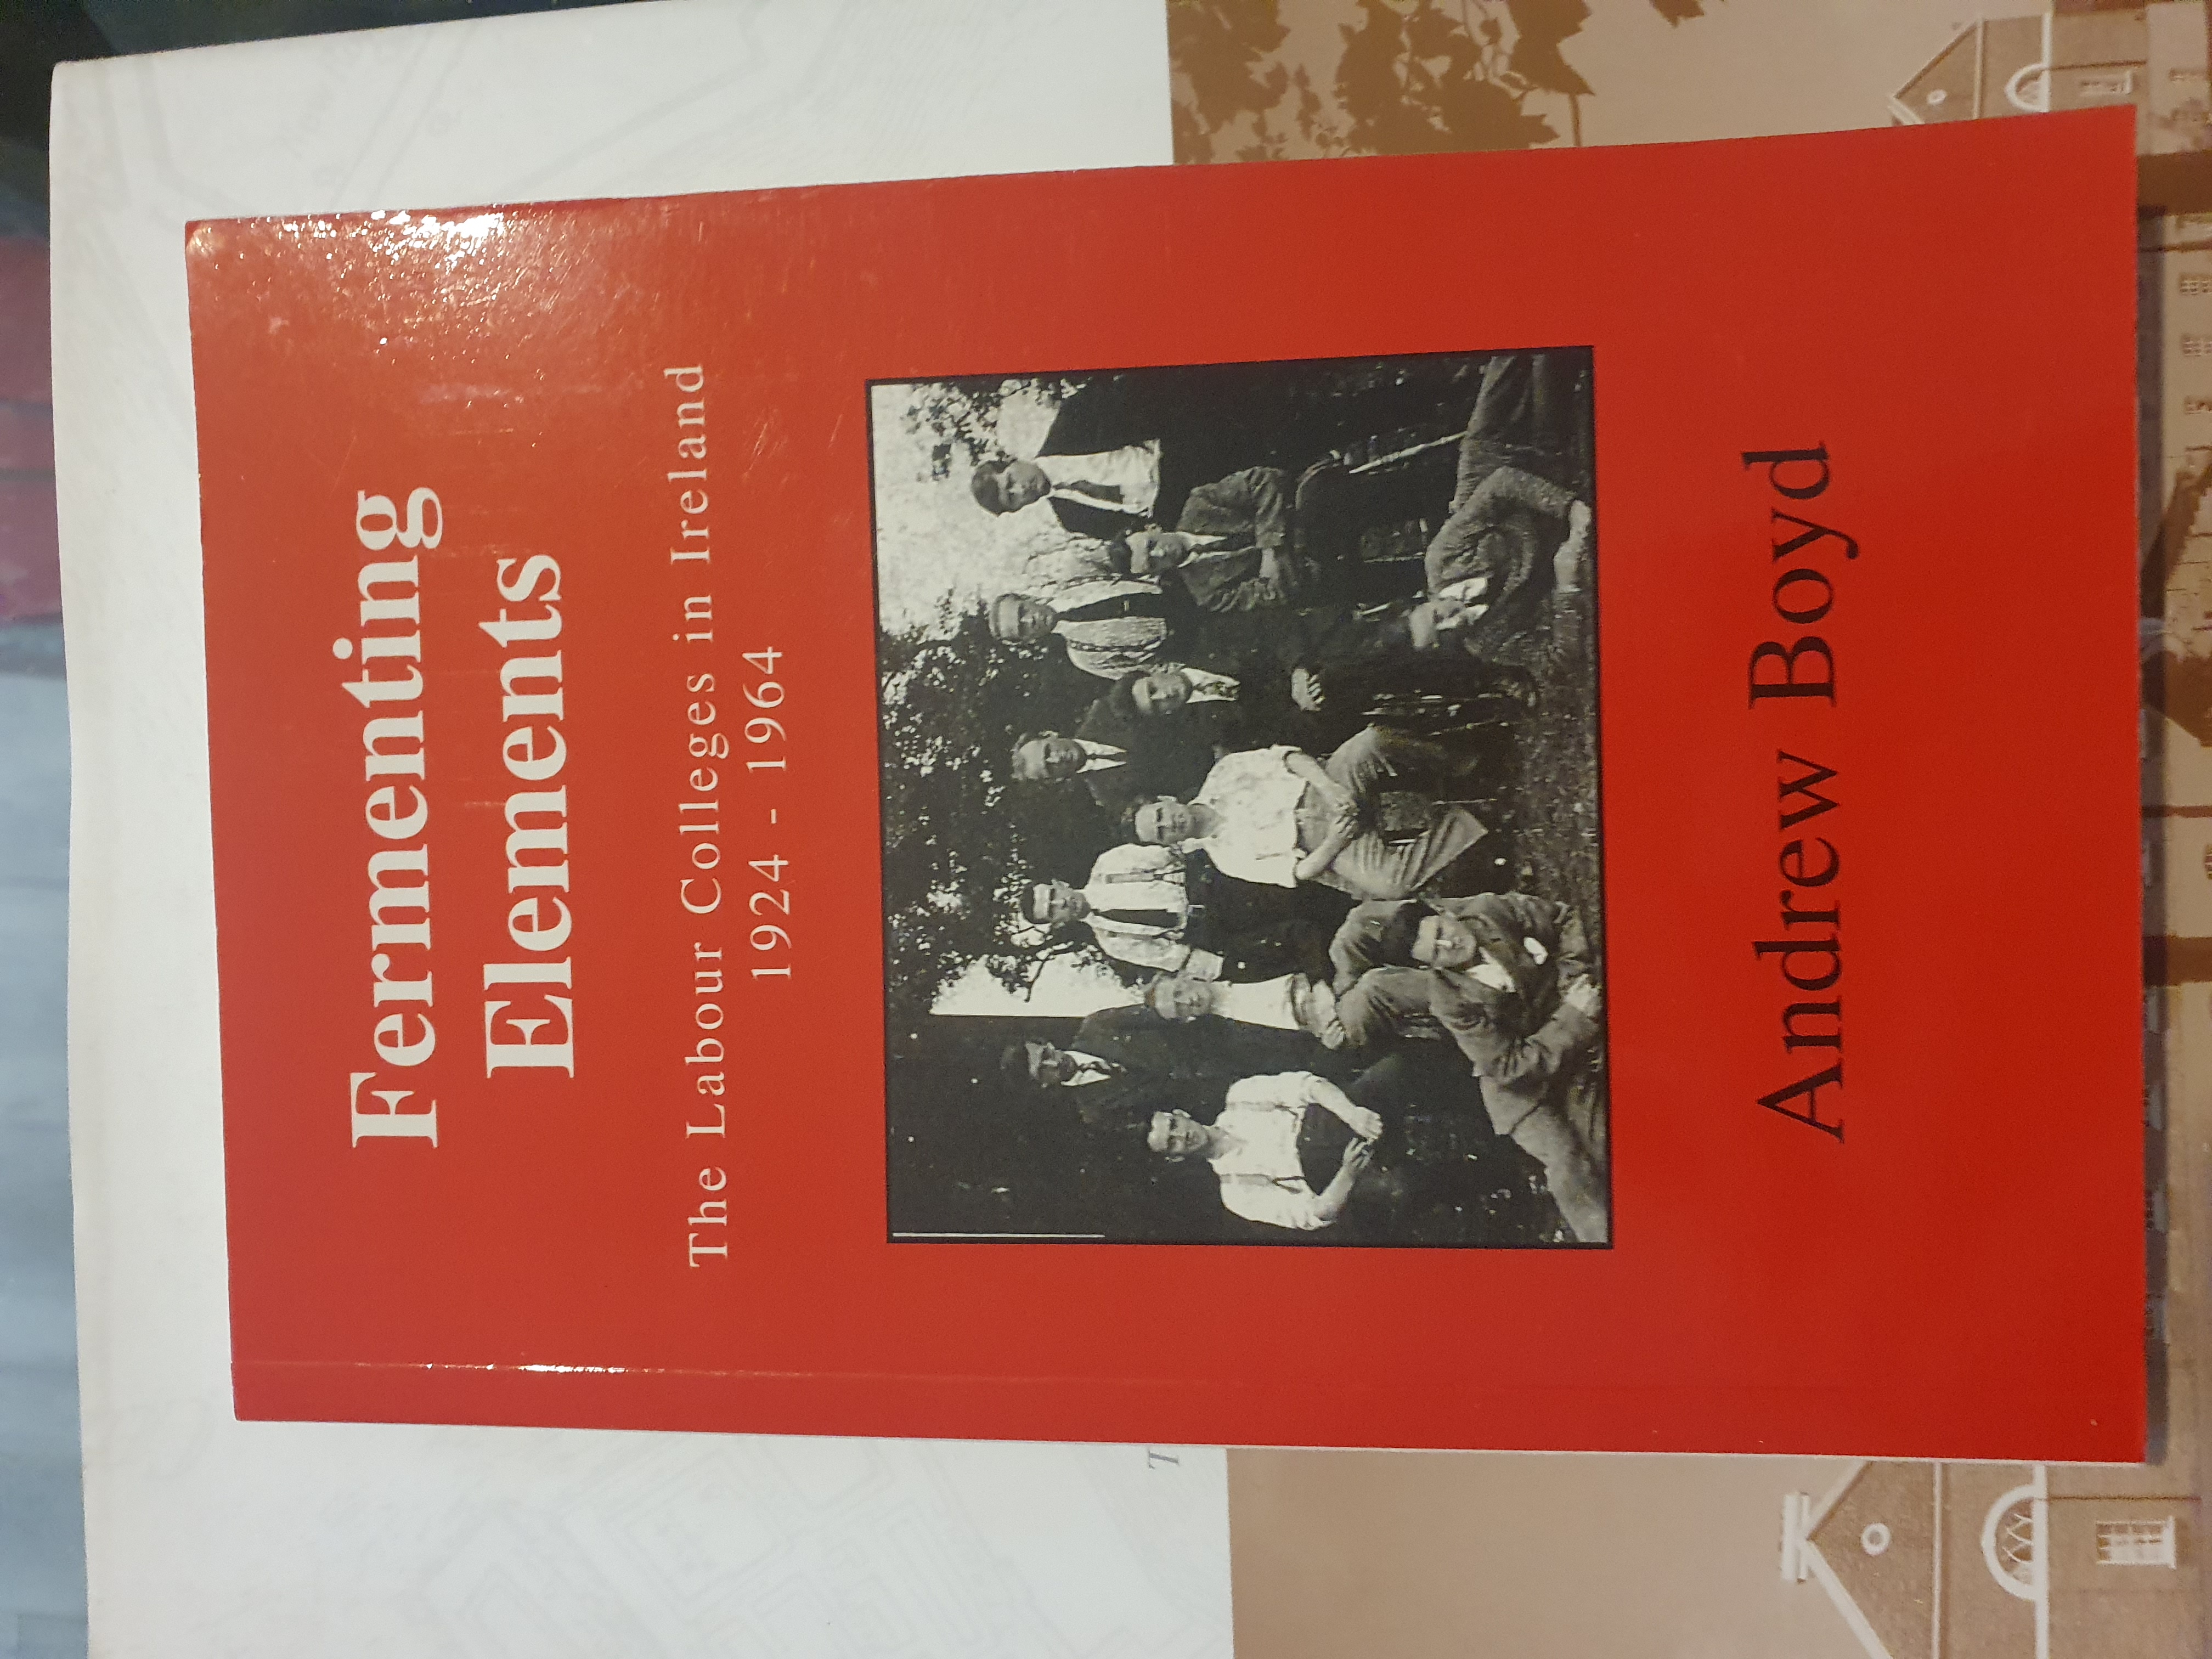 Fermenting
Elements
The Labour Colleges in Ireland
1924 - 1964
Andrew Boyd
T